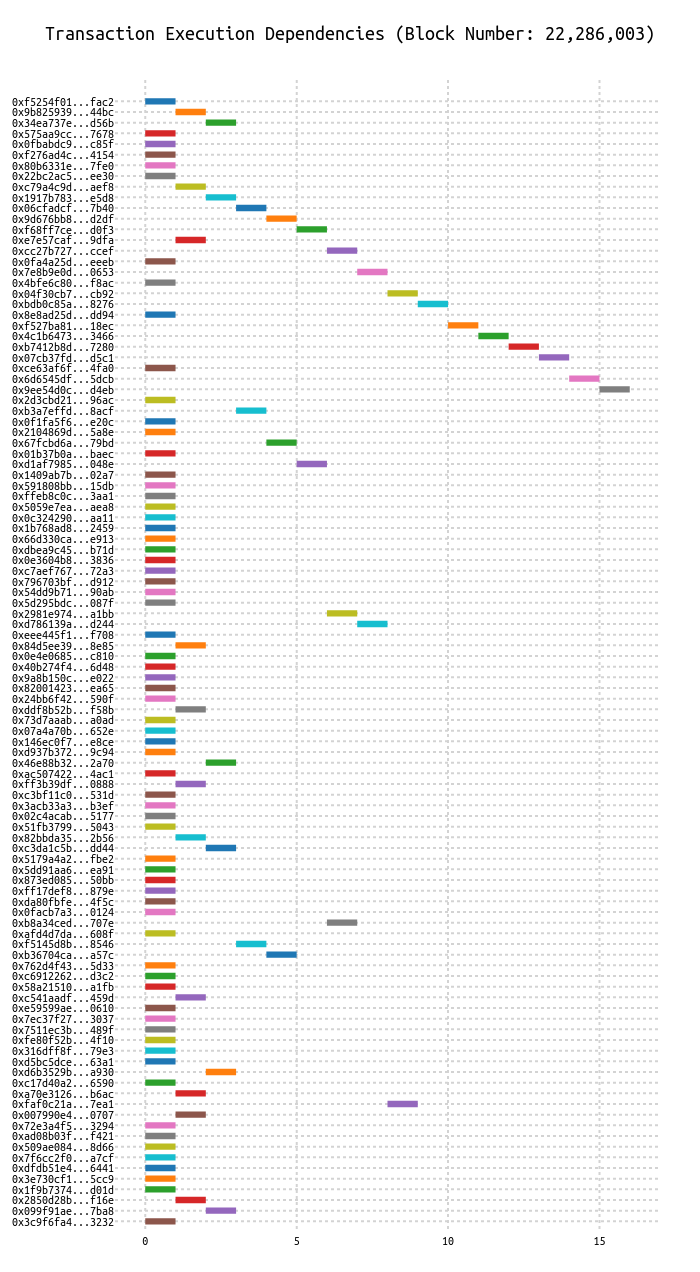 Transaction Execution Dependencies (Block Number: 22,286,003)
0xf5254f01...fac2
0x9b825939...44bc
0x34ea737e...d56b
0x575aa9cc...7678
0x0fbabdc9...c85f
0xf276ad4c...4154
0x80b6331e...7fe0
0x22bc2ac5...ee30
0xc79a4c9d...aef8
0x1917b783...e5d8
0x06cfadcf...7b40
0x9d676bb8...d2df
0xf68ff7ce...d0f3
0xe7e57caf...9dfa
0xcc27b727...ccef
0x0fa4a25d...eeeb
0x7e8b9e0d...0653
0x4bfe6c80...f8ac
0x04f30cb7...cb92
0xbdb0c85a...8276
0x8e8ad25d...dd94
0xf527ba81...18ec
0x4c1b6473...3466
0xb7412b8d...7280
0x07cb37fd...d5c1
0xce63af6f...4fa0
0x6d6545df...5dcb
0x9ee54d0c...d4eb
0x2d3cbd21...96ac
0xb3a7effd...8acf
0x0f1fa5f6...e20c
0x2104869d...5a8e
0x67fcbd6a...79bd
0x01b37b0a...baec
0xd1af7985...048e
0x1409ab7b...02a7
0x591808bb...15db
0xffeb8c0c...3aa1
0x5059e7ea...aea8
0x0c324290...aa11
0x1b768ad8...2459
0x66d330ca...e913
0xdbea9c45...b71d
0x0e3604b8...3836
0xc7aef767...72a3
0x796703bf...d912
0x54dd9b71...90ab
0x5d295bdc...087f
0x2981e974...a1bb
0xd786139a...d244
0xeee445f1...f708
0x84d5ee39...8e85
0x0e4e0685...c810
0x40b274f4...6d48
0x9a8b150c...e022
0x82001423...ea65
0x24bb6f42...590f
0xddf8b52b...f58b
0x73d7aaab...a0ad
0x07a4a70b...652e
0x146ec0f7...e8ce
0xd937b372...9c94
0x46e88b32...2a70
0xac507422...4ac1
0xff3b39df...0888
0xc3bf11c0...531d
0x3acb33a3...b3ef
0x02c4acab...5177
0x51fb3799...5043
0x82bbda35...2b56
0xc3da1c5b...dd44
0x5179a4a2...fbe2
0x5dd91aa6...ea91
0x873ed085...50bb
0xff17def8...879e
0xda80fbfe...4f5c
0x0facb7a3...0124
0xb8a34ced...707e
0xafd4d7da...608f
0xf5145d8b...8546
0xb36704ca...a57c
0x762d4f43...5d33
0xc6912262...d3c2
0x58a21510...a1fb
0xc541aadf...459d
0xe59599ae...0610
0x7ec37f27...3037
0x7511ec3b...489f
0xfe80f52b...4f10
0x316dff8f...79e3
0xd5bc5dce...63a1
0xd6b3529b...a930
0xc17d40a2...6590
0xa70e3126...b6ac
0xfaf0c21a...7ea1
0x007990e4...0707
0x72e3a4f5...3294
0xad08b03f...f421
0x509ae084...8d66
0x7f6cc2f0...a7cf
0xdfdb51e4...6441
0x3e730cf1...5cc9
0x1f9b7374...d01d
0x2850d28b...f16e
0x099f91ae...7ba8
0x3c9f6fa4...3232
0 5 10 15